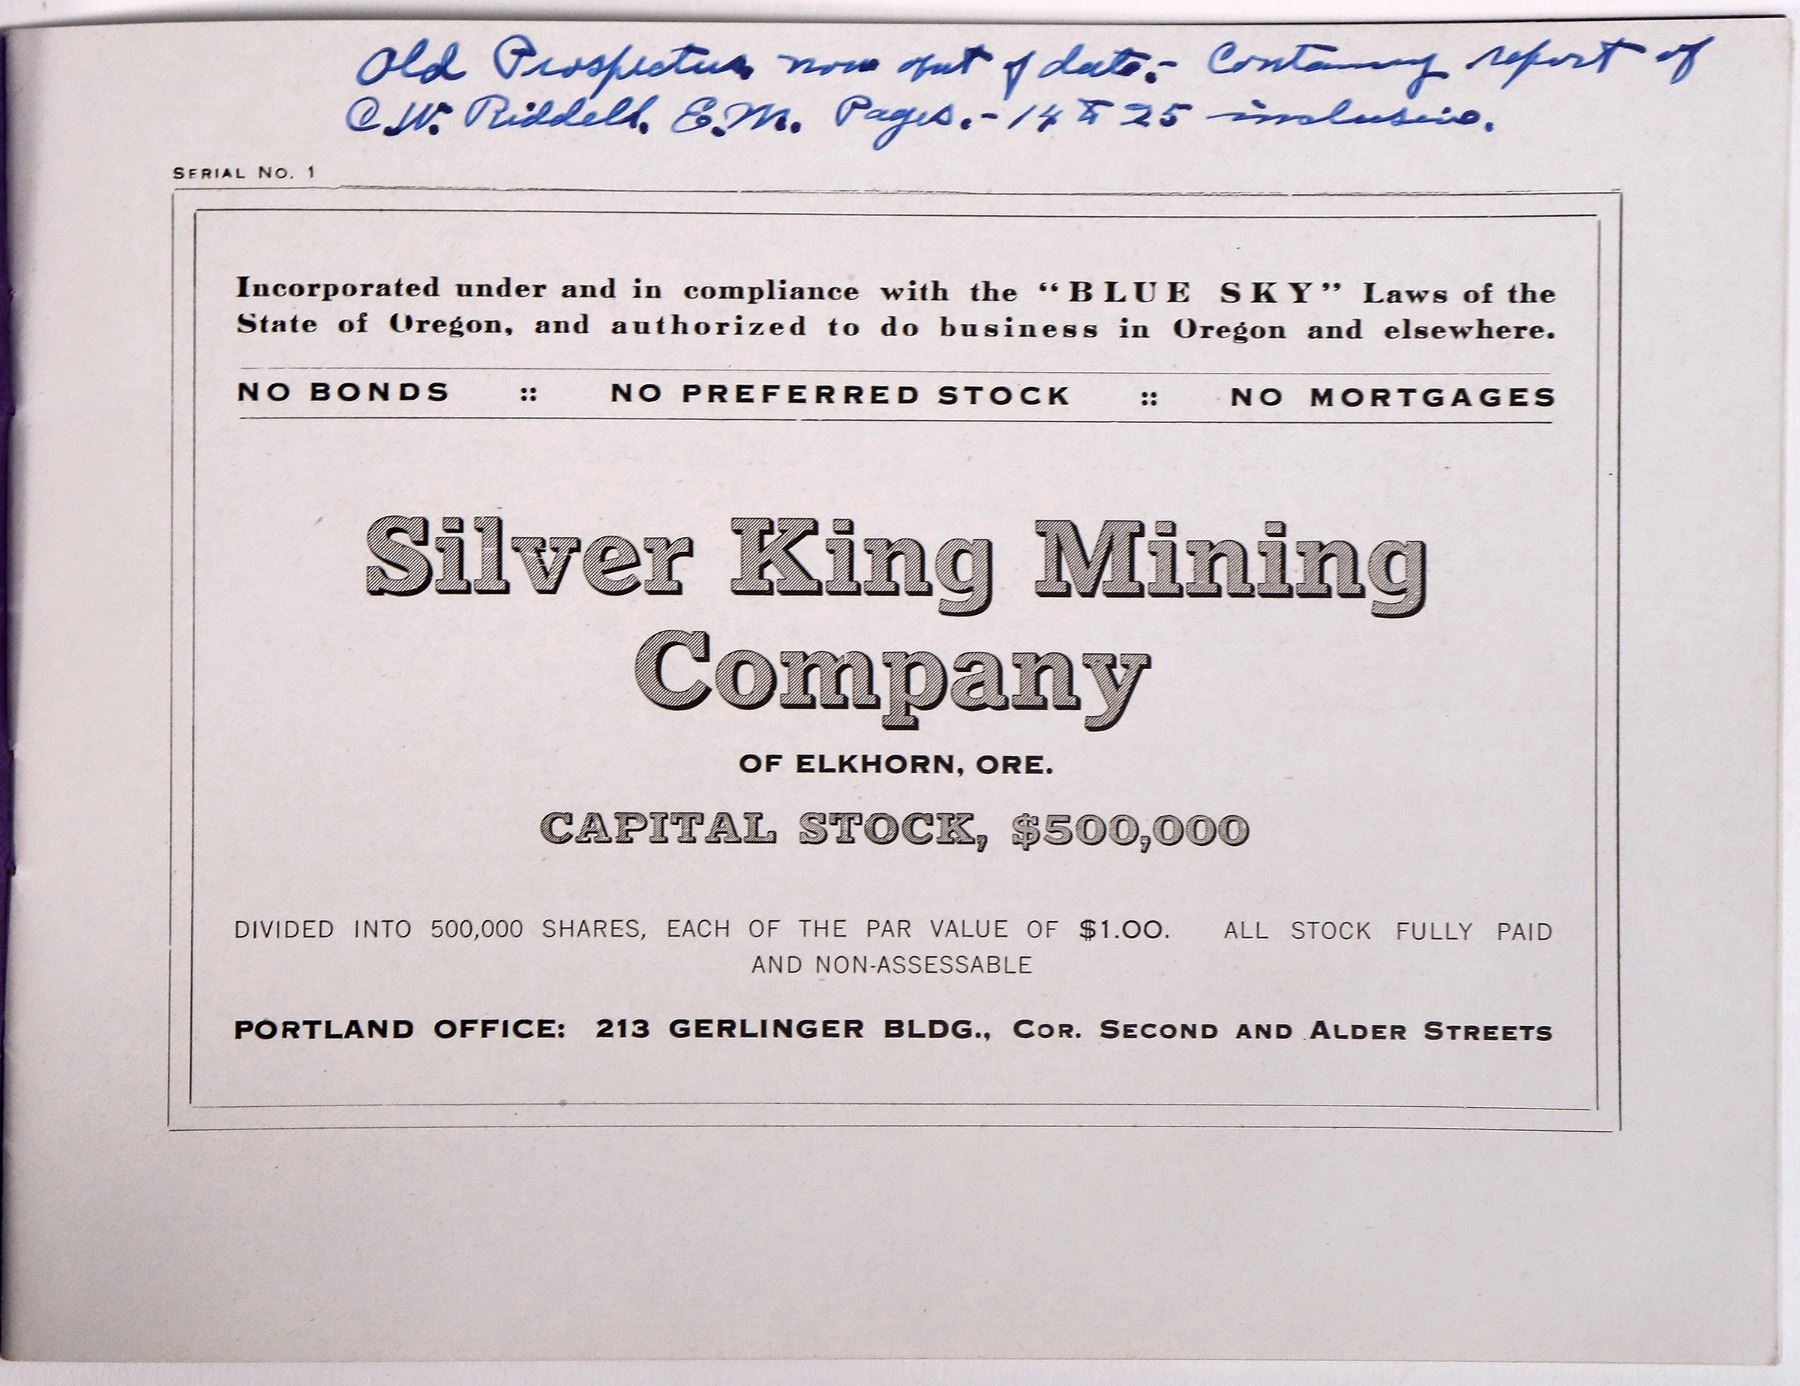 Old Prospectus now out of date.- Containing report of
C.W. Riddell, E.M. Pages.- 14 to 25 inclusive.
SERIAL NO. 1
Incorporated under and in compliance with the “BLUE SKY” Laws of the
State of Oregon, and authorized to do business in Oregon and elsewhere.
NO BONDS :: NO PREFERRED STOCK :: NO MORTGAGES
Silver King Mining
Company
OF ELKHORN, ORE.
CAPITAL STOCK, $500,000
DIVIDED INTO 500,000 SHARES, EACH OF THE PAR VALUE OF $1.00. ALL STOCK FULLY PAID
AND NON-ASSESSABLE
PORTLAND OFFICE: 213 GERLINGER BLDG., COR. SECOND AND ALDER STREETS